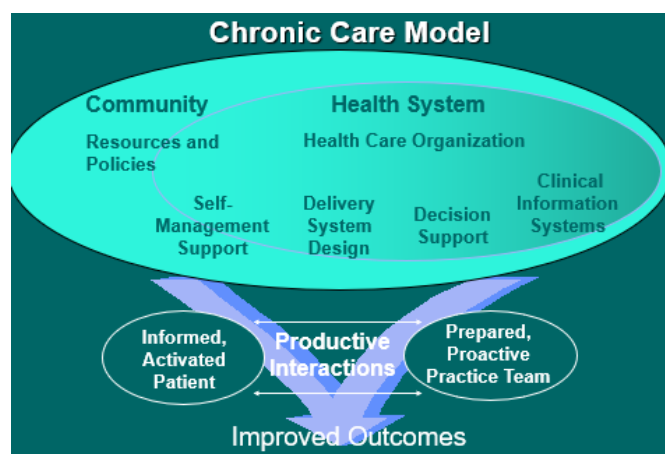 Chronic Care Model
Community
Health System
Resources and
Policies
Health Care Organization
Self-
Management
Support
Delivery
System
Design
Decision
Support
Clinical
Information
Systems
Informed,
Activated
Patient
Productive
Interactions
Prepared,
Proactive
Practice Team
Improved Outcomes